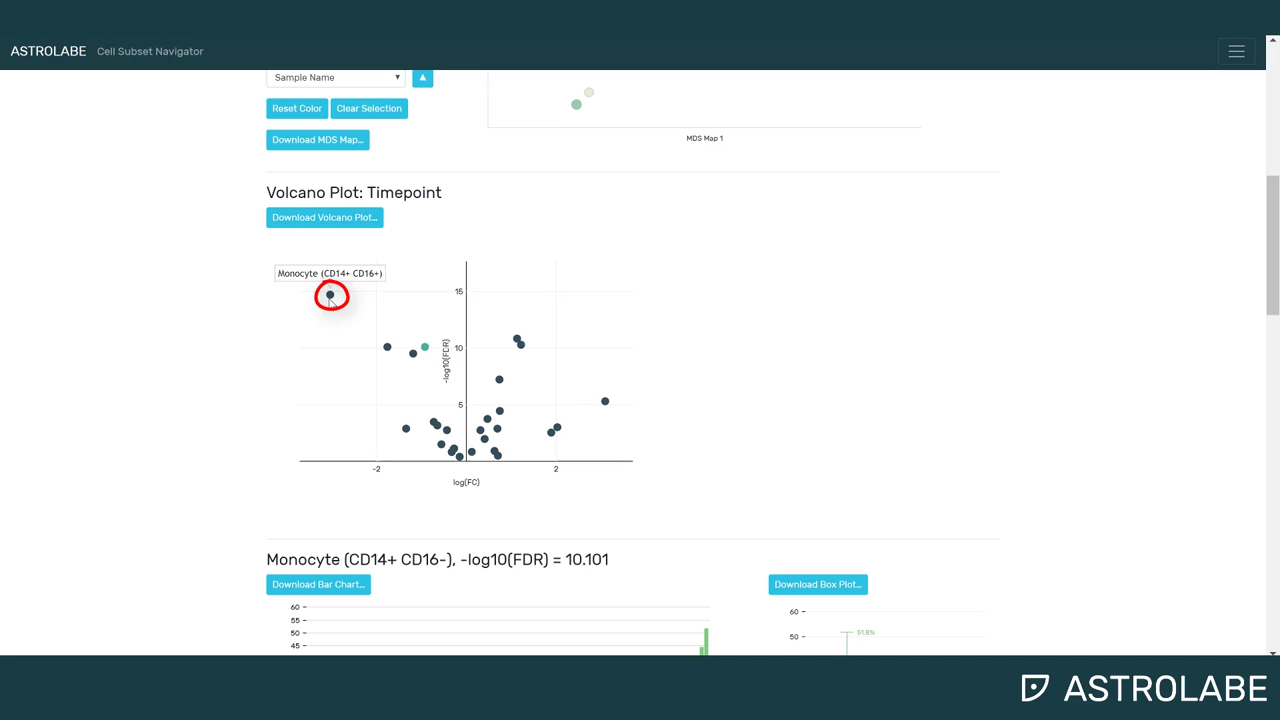 ASTROLABE Cell Subset Navigator
Sample Name
▲
Reset Color Clear Selection
Download MDS Map...
MDS Map 1
Volcano Plot: Timepoint
Download Volcano Plot...
Monocyte (CD14+ CD16+)
15
10
5
-log10(FDR)
-2 2
log(FC)
Monocyte (CD14+ CD16-), -log10(FDR) = 10.101
Download Bar Chart... Download Box Plot...
60
55
50
45
60
50
51.8%
ASTROLABE